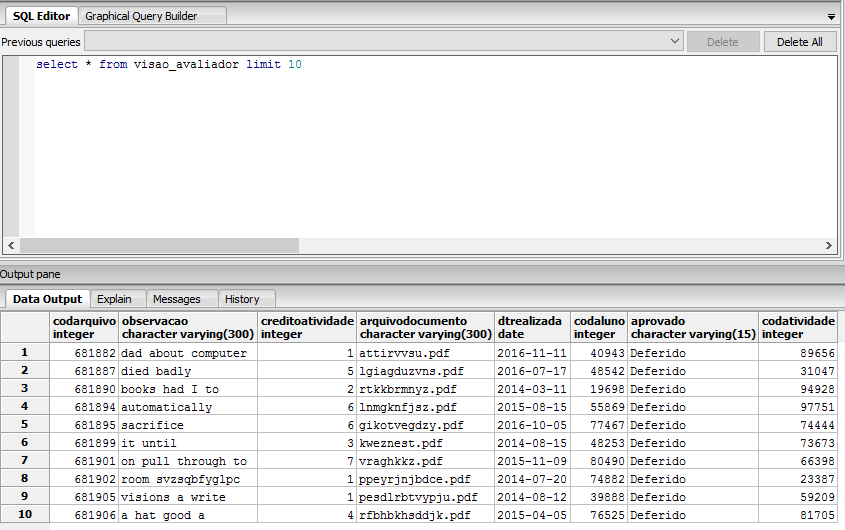 SQL Editor Graphical Query Builder
Previous queries Delete Delete All
select * from visao_avaliador limit 10
Output pane
Data Output Explain Messages History
codarquivo observacao creditoatividade arquivodocumento dtrealizada codaluno aprovado codatividade
integer character varying(300) integer character varying(300) date integer character varying(15) integer
1 681882 dad about computer 1 attirvvsu.pdf 2016-11-11 40943 Deferido 89656
2 681887 died badly 5 lgiagduzvns.pdf 2016-07-17 48542 Deferido 31047
3 681890 books had I to 2 rtkkbrmnyz.pdf 2014-03-11 19698 Deferido 94928
4 681894 automatically 6 lnmgknfjsz.pdf 2015-08-15 55869 Deferido 97751
5 681895 sacrifice 6 gikotvegdzy.pdf 2016-10-05 77467 Deferido 74444
6 681899 it until 3 kweznest.pdf 2014-08-15 48253 Deferido 73673
7 681901 on pull through to 7 vraghkkz.pdf 2015-11-09 80490 Deferido 66398
8 681902 room svzsqbfyglpc 1 ppeyrjnjbdce.pdf 2014-07-20 74882 Deferido 23387
9 681905 visions a write 1 pesdlrbtvypju.pdf 2014-08-12 39888 Deferido 59209
10 681906 a hat good a 4 rfbhbkhsddjk.pdf 2015-04-05 76525 Deferido 81705